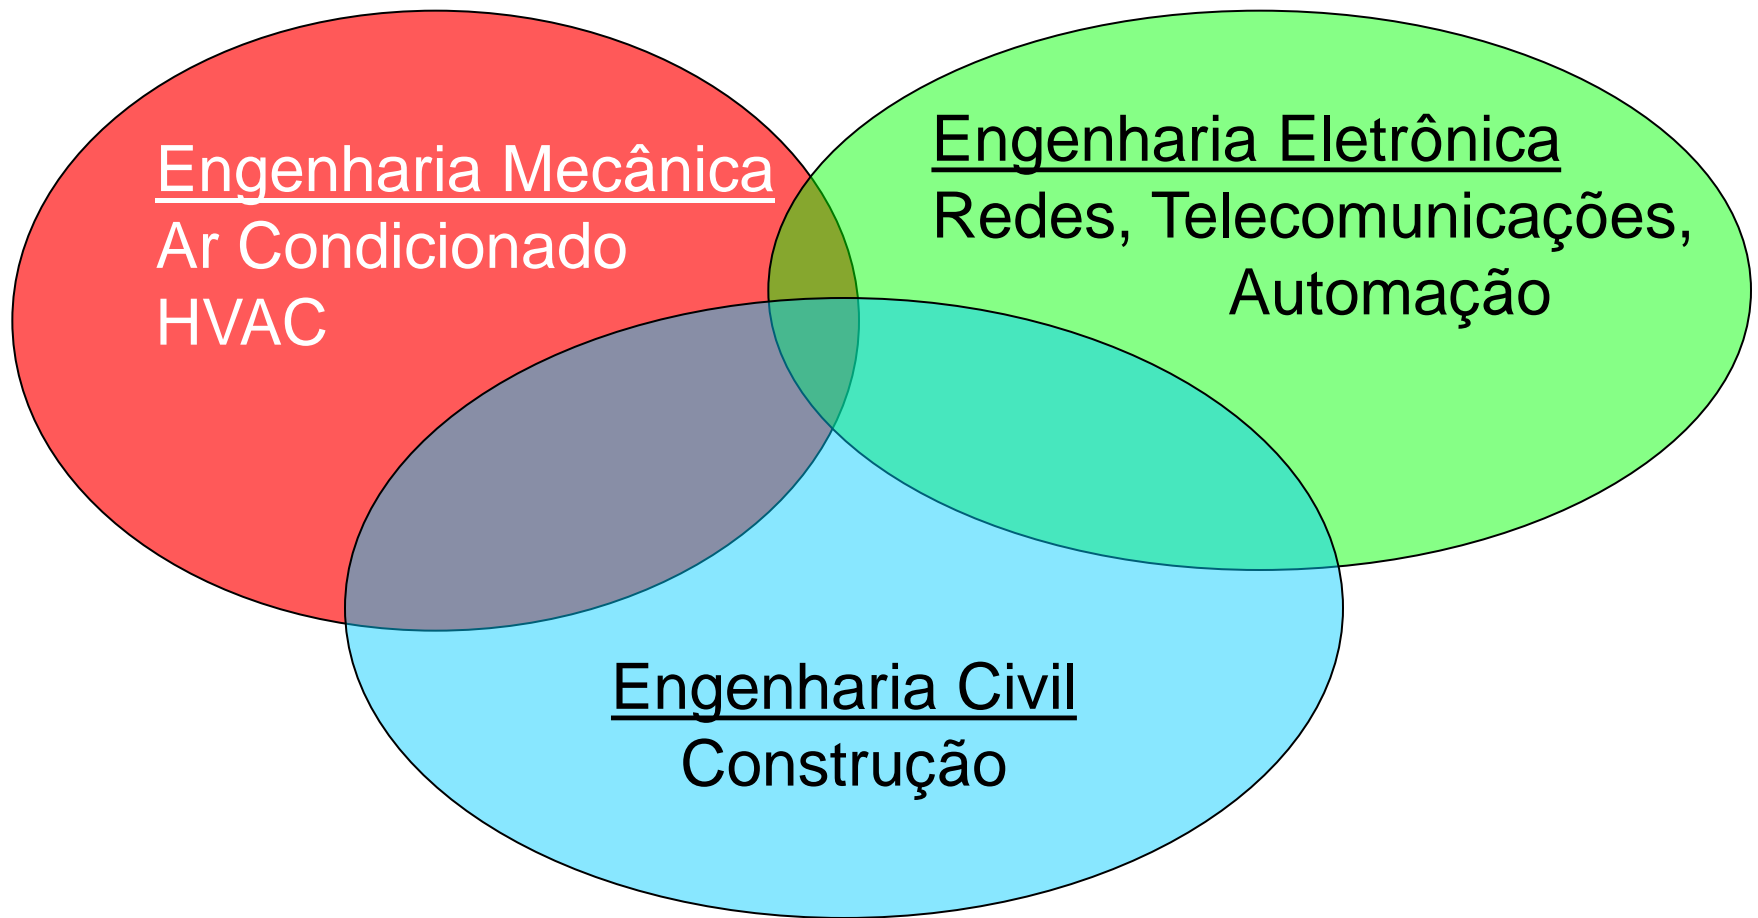 Engenharia Mecânica
Ar Condicionado
HVAC
Engenharia Eletrônica
Redes, Telecomunicações,
Automação
Engenharia Civil
Construção